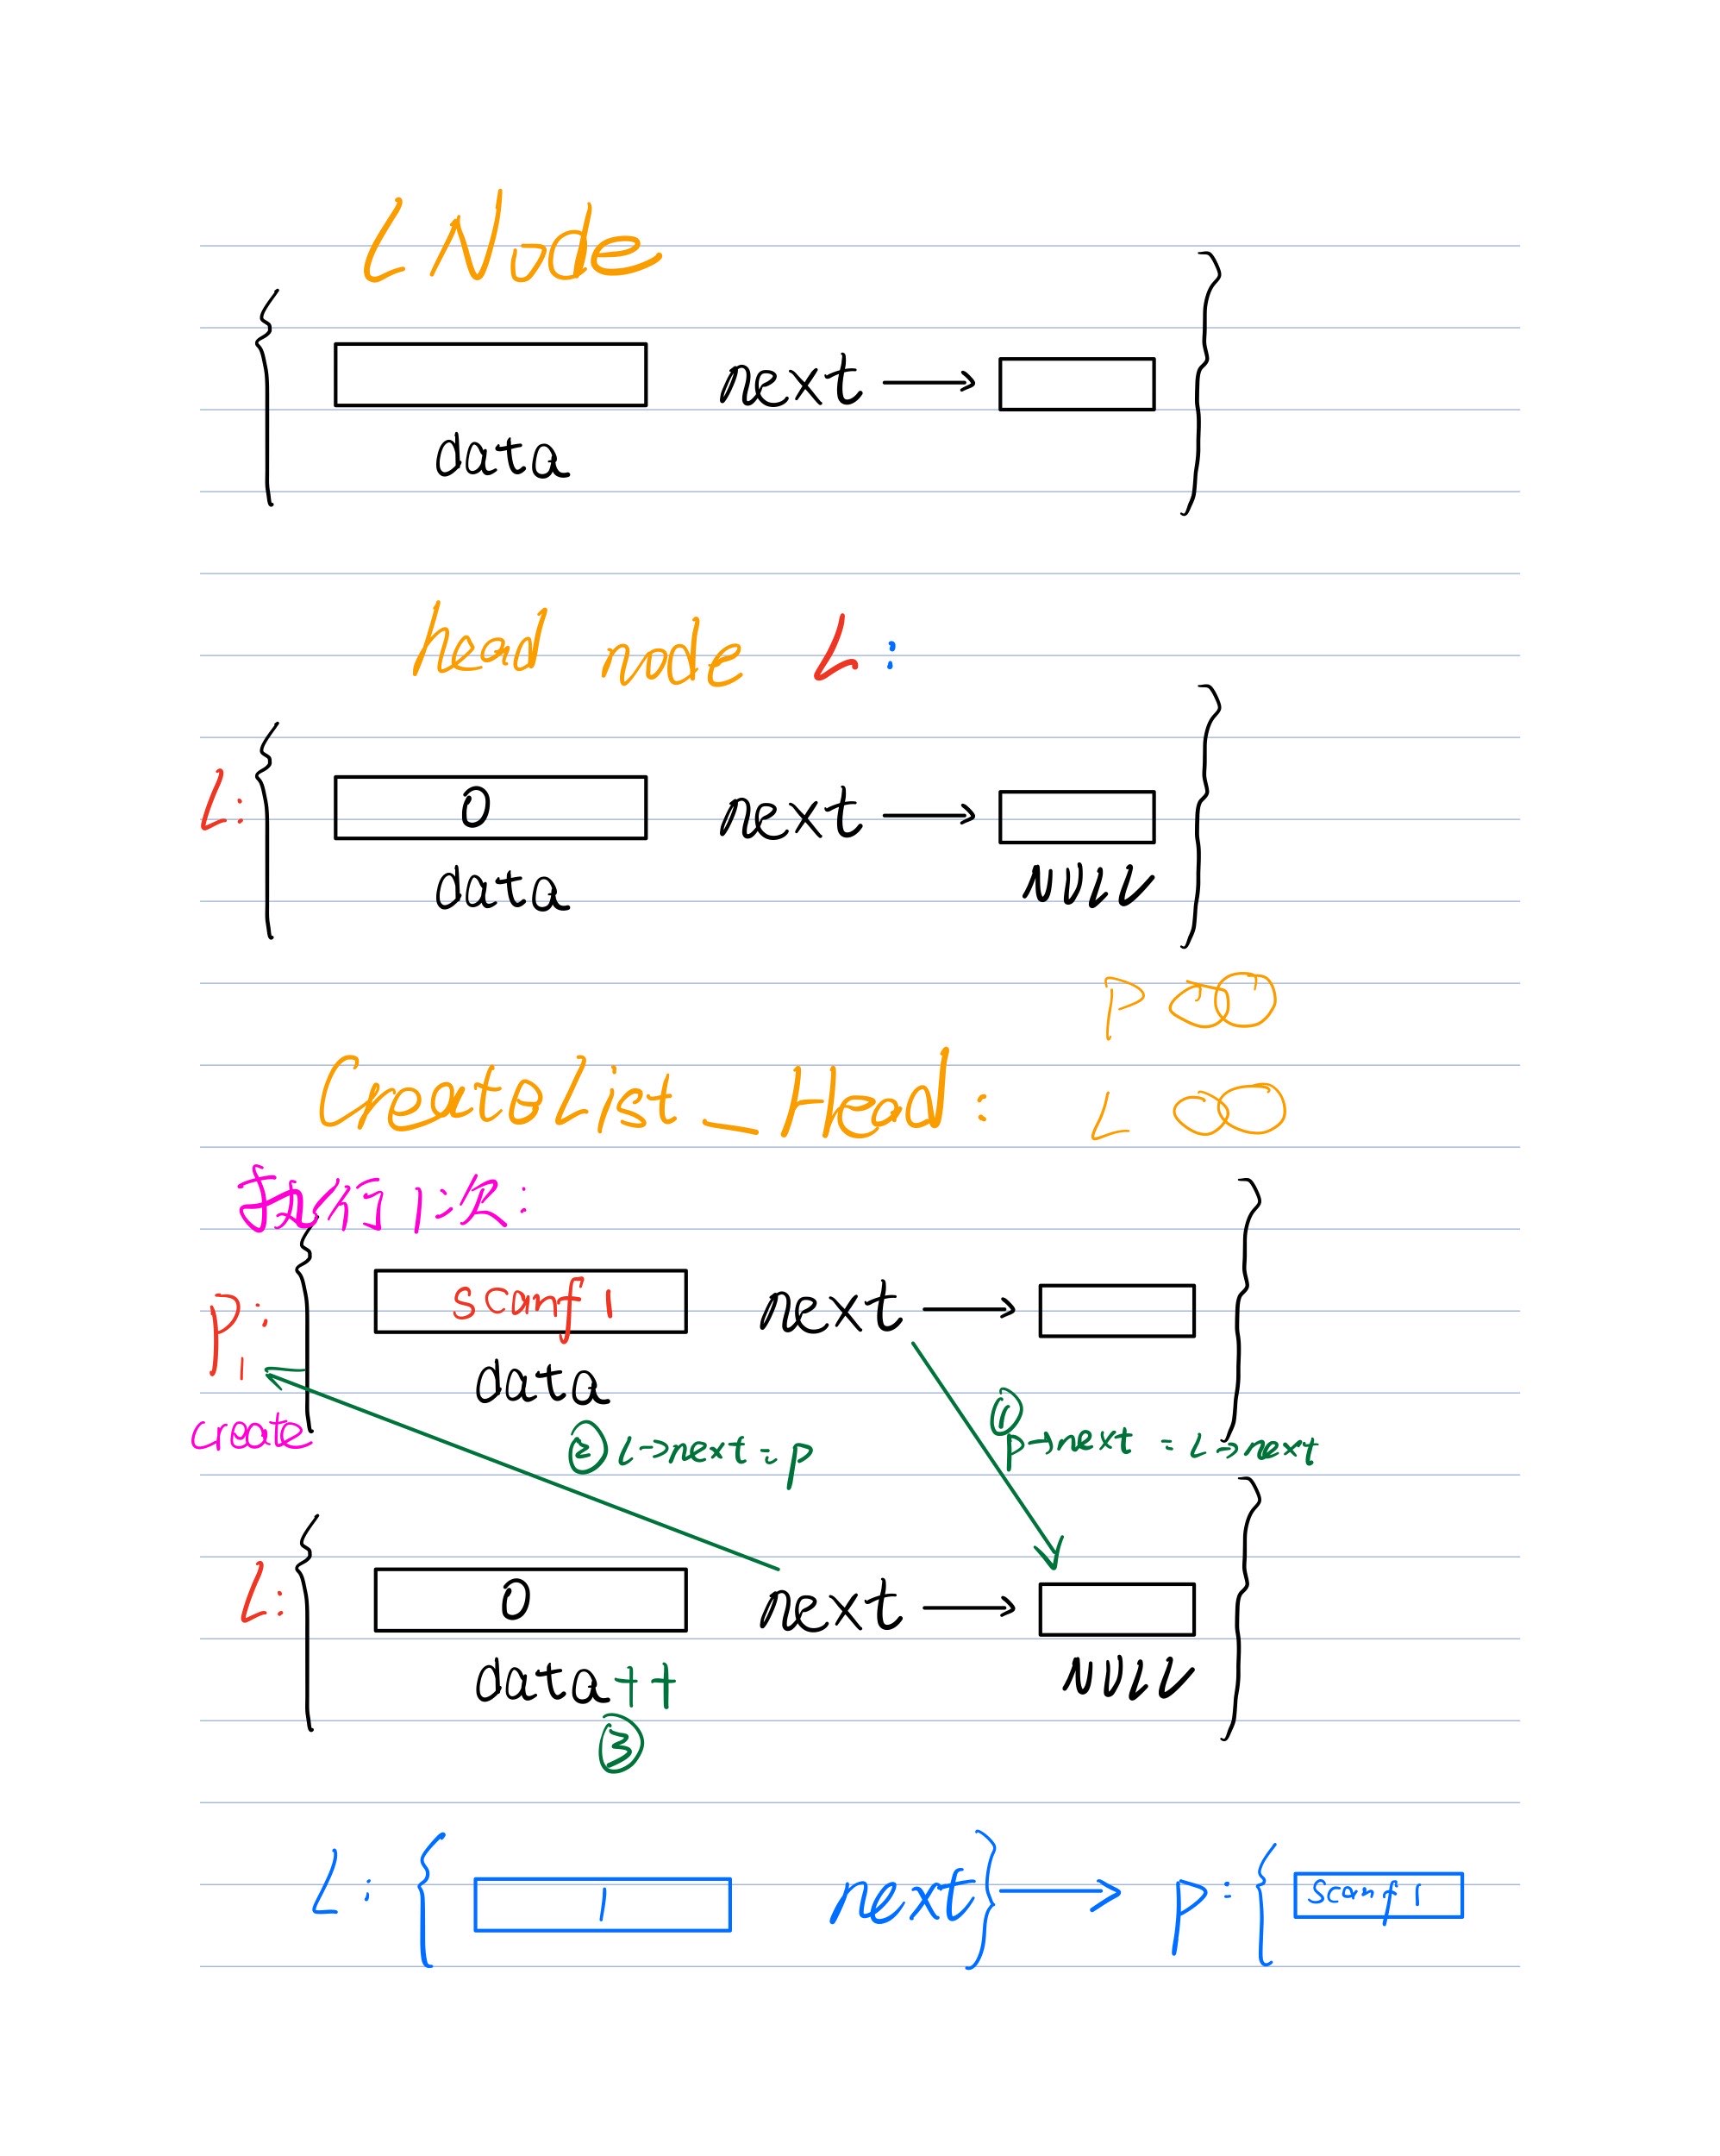 LNode
next →
data
head node L:
L: 0 next →
data NULL
P
CreateList_Head: L
执行1次:
P1: scanf 1 next →
data
create
② L->next = p
① p->next = L->next
L: 0 next →
data++ NULL
③
L: { 1 next } → p: { scanf 1